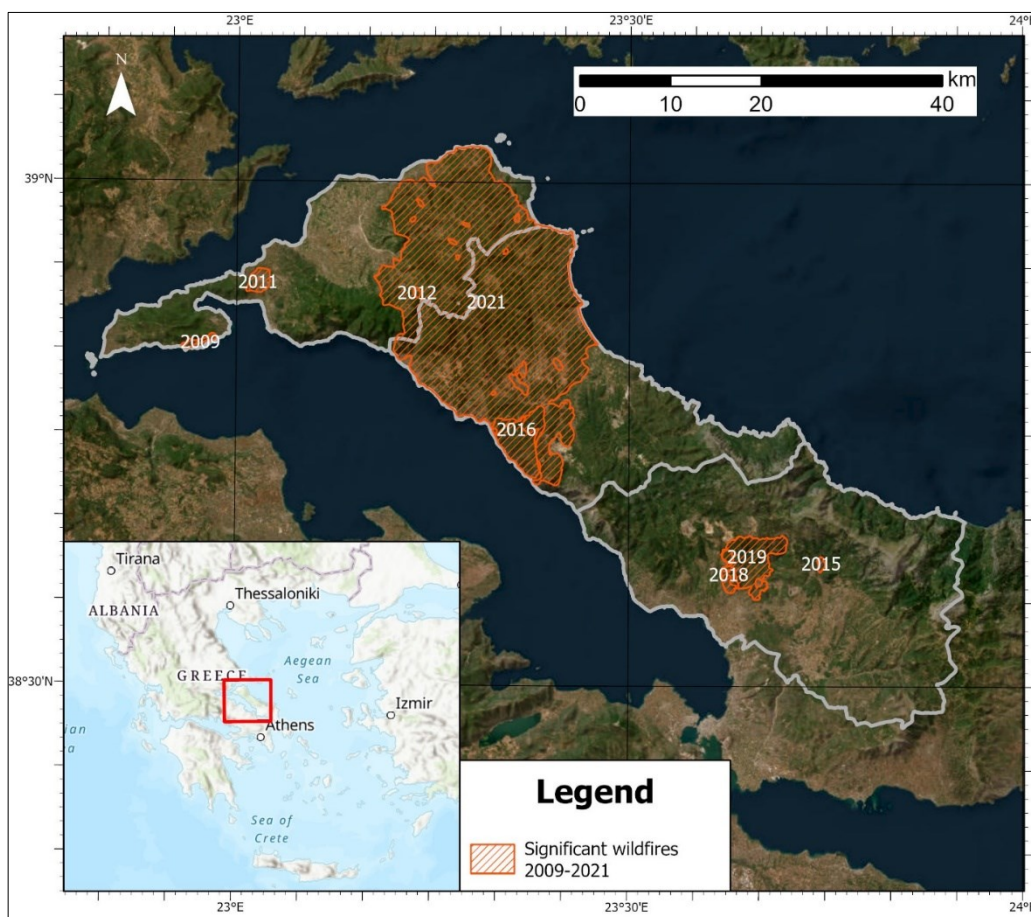 23°E
23°30'E
24°
N
km
0
10
20
40
39°N
2011
2012
2021
2009
2016
2019
2018
2015
38°30'N
Tirana
ALBANIA
Thessaloniki
GREECE
Aegean
Sea
Izmir
Athens
Sea of
Crete
Legend
Significant wildfires
2009-2021
23°E
23°30'E
24°